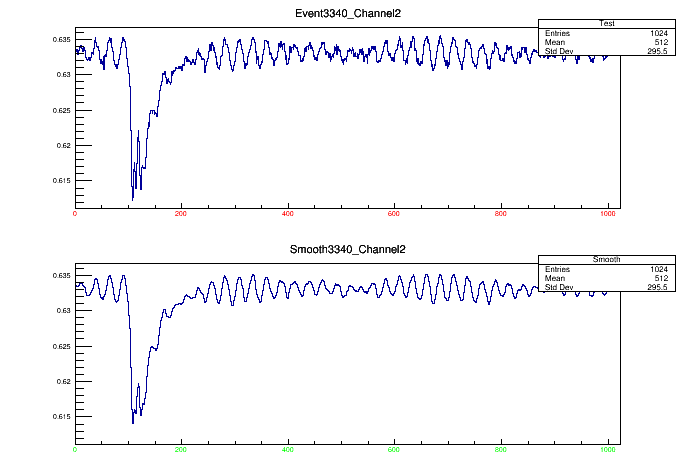 Event3340_Channel2
Test
Entries 1024
Mean 512
Std Dev 295.5
0.635
0.63
0.625
0.62
0.615
0 200 400 600 800 1000
Smooth3340_Channel2
Smooth
Entries 1024
Mean 512
Std Dev 295.5
0.635
0.63
0.625
0.62
0.615
0 200 400 600 800 1000